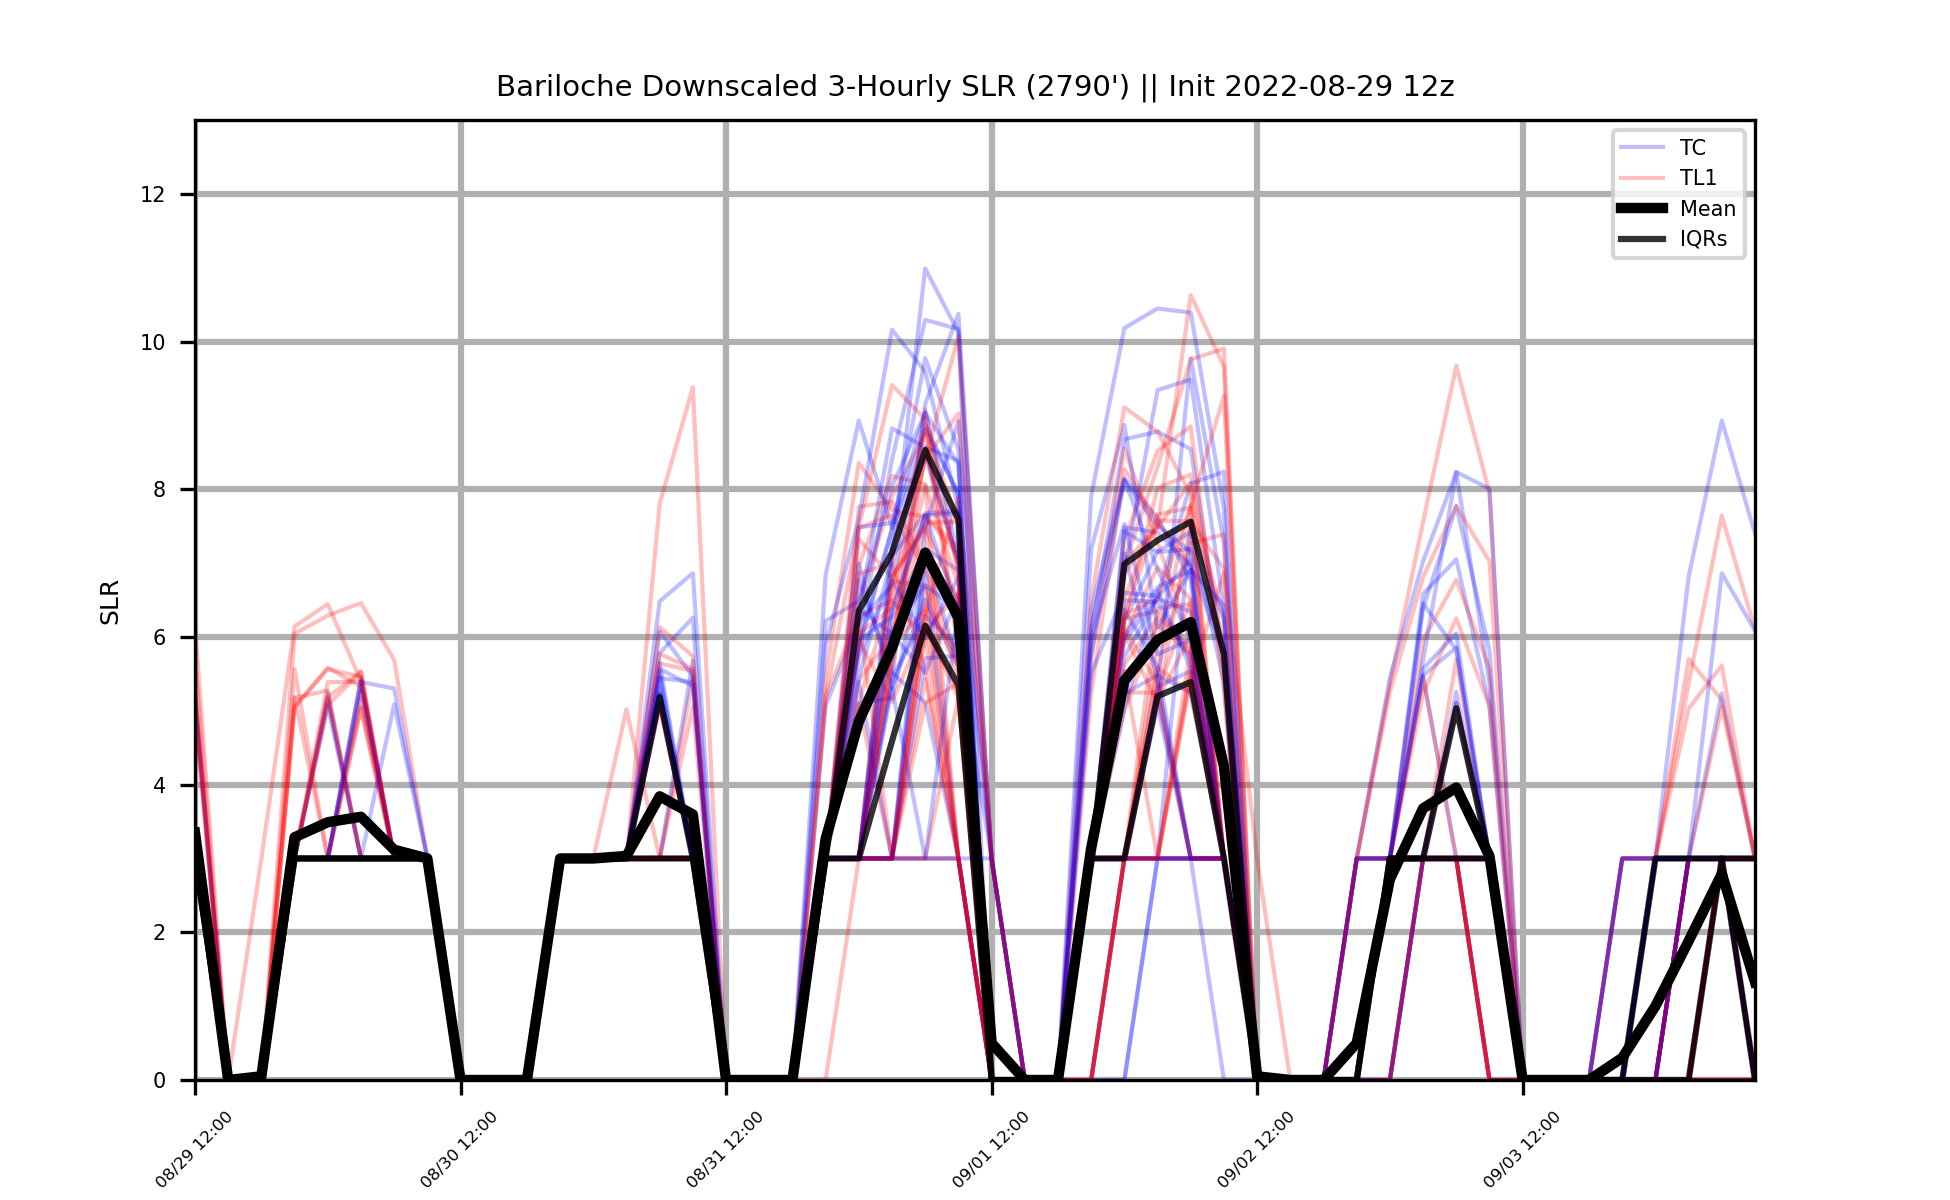 Bariloche Downscaled 3-Hourly SLR (2790') || Init 2022-08-29 12z
TC
TL1
Mean
IQRs
SLR
12
10
8
6
4
2
0
08/29 12:00
08/30 12:00
08/31 12:00
09/01 12:00
09/02 12:00
09/03 12:00